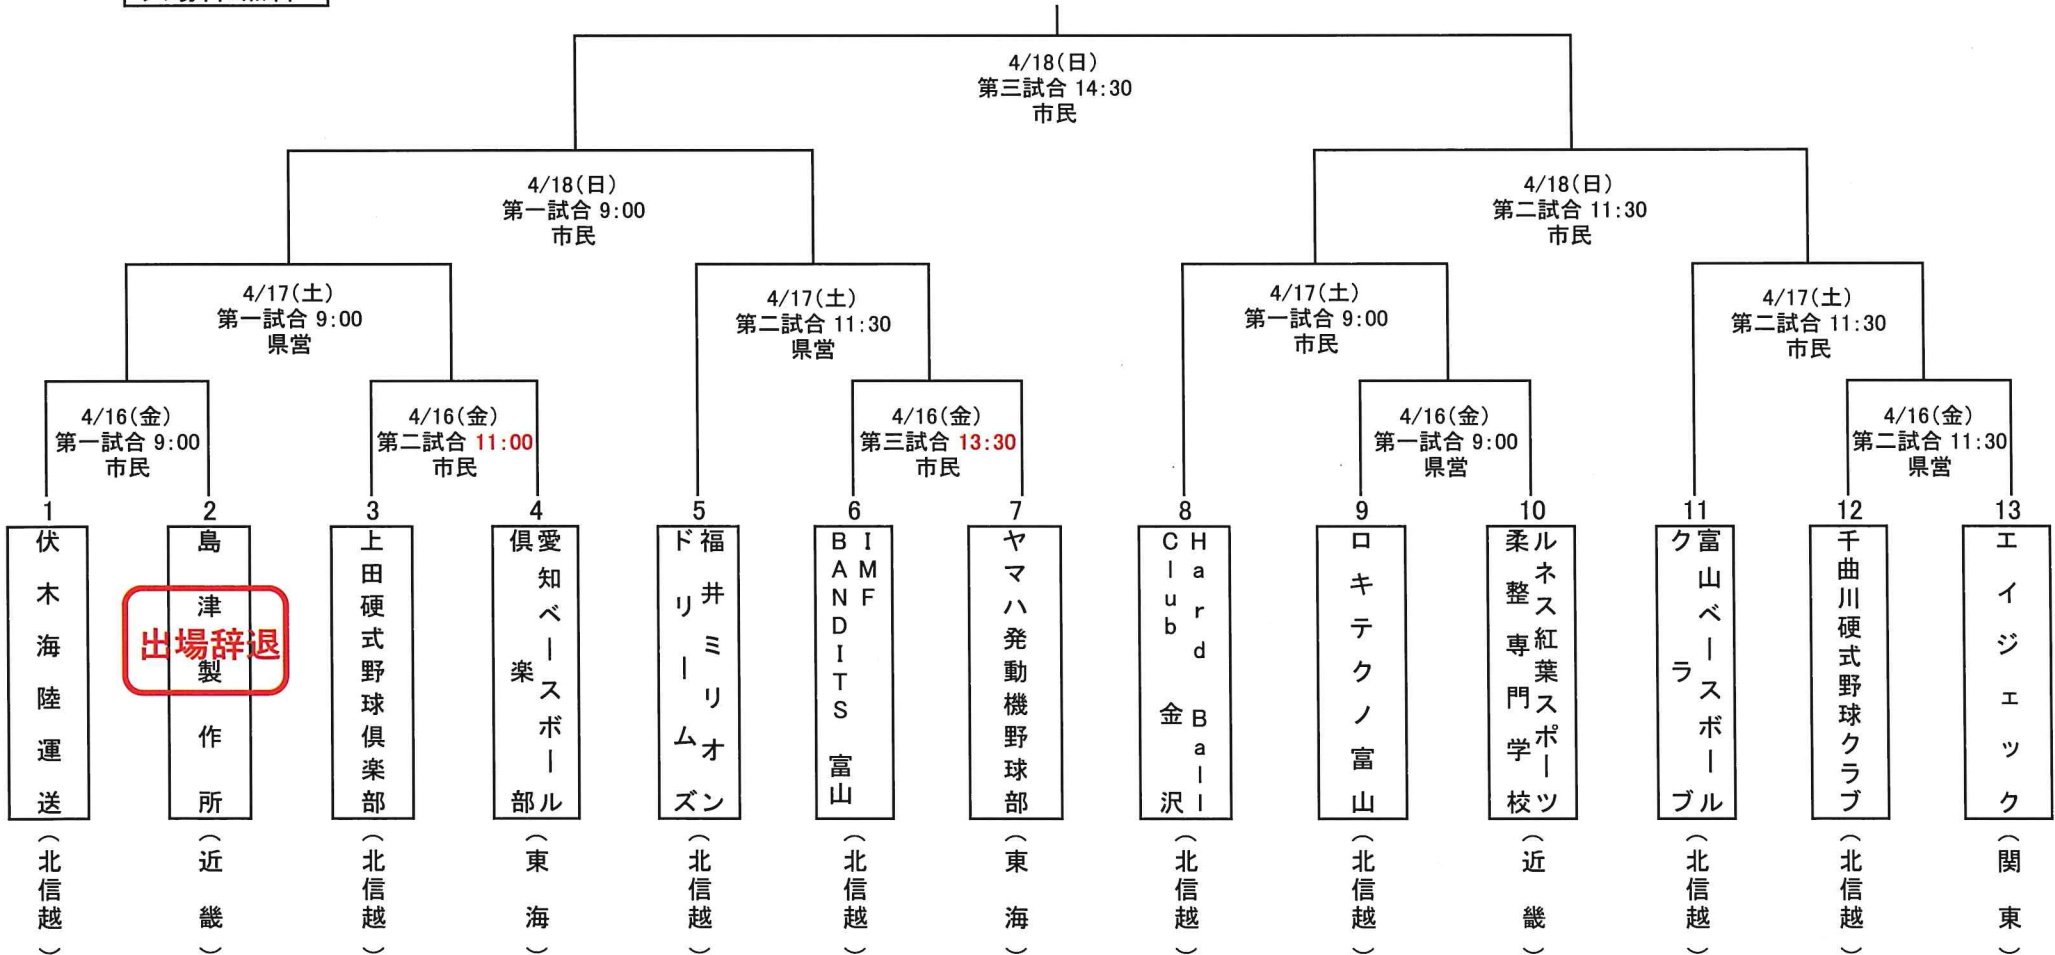 4/18(日)
第三試合 14:30
市民
4/18(日)
第一試合 9:00
市民
4/18(日)
第二試合 11:30
市民
4/17(土)
第一試合 9:00
県営
4/17(土)
第二試合 11:30
県営
4/17(土)
第一試合 9:00
市民
4/17(土)
第二試合 11:30
市民
4/16(金)
第一試合 9:00
市民
4/16(金)
第二試合 11:00
市民
4/16(金)
第三試合 13:30
市民
4/16(金)
第一試合 9:00
県営
4/16(金)
第二試合 11:30
県営
1
伏木海陸運送
(北信越)
2
島津製作所
出場辞退
(近畿)
3
上田硬式野球倶楽部
(北信越)
4
愛知ベースボール
倶楽部
(東海)
5
福井ミリオン
ドリームズ
(北信越)
6
IMF
BANDITS 富山
(北信越)
7
ヤマハ発動機野球部
(東海)
8
Hard Ball
Club 金沢
(北信越)
9
ロキテクノ富山
(北信越)
10
ルネス紅葉スポーツ
柔整専門学校
(近畿)
11
富山ベースボール
クラブ
(北信越)
12
千曲川硬式野球クラブ
(北信越)
13
エイジェック
(関東)